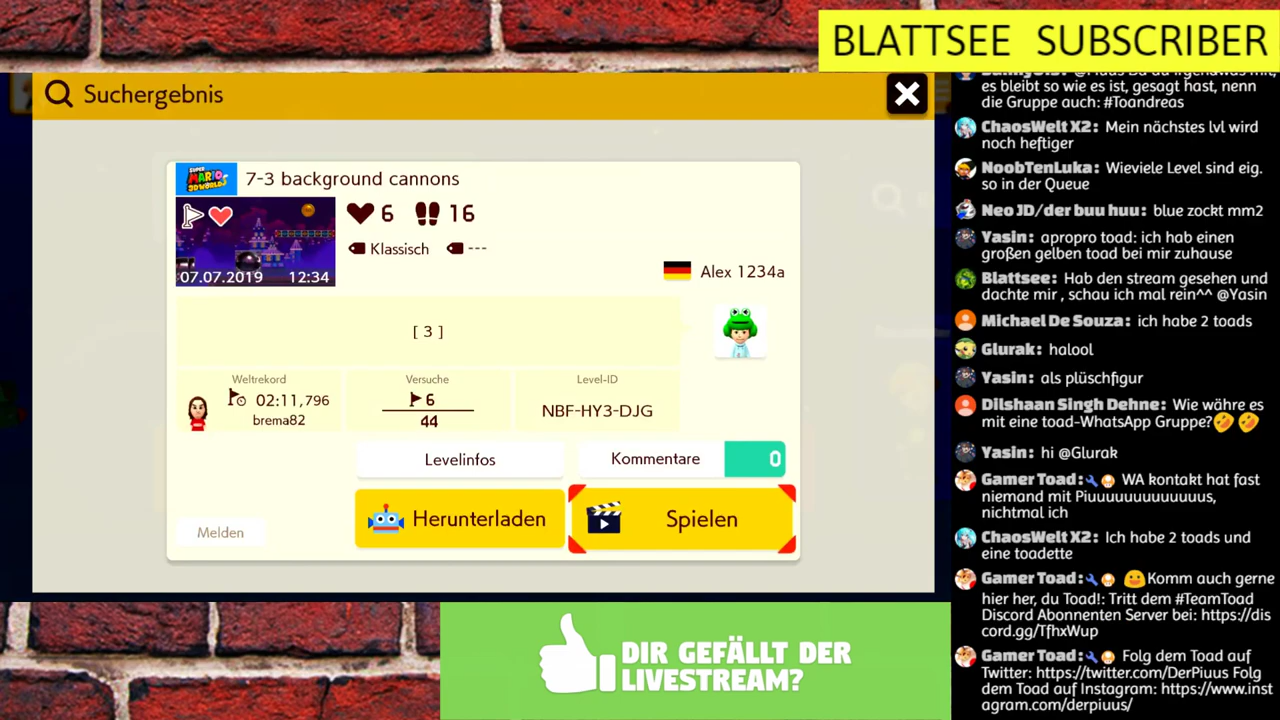 BLATTSEE SUBSCRIBER
Suchergebnis
SUPER
MARIO
3D WORLD
7-3 background cannons
6 16
Klassisch ---
07.07.2019 12:34
Alex 1234a
[ 3 ]
Weltrekord
02:11,796
brema82
Versuche
6
44
Level-ID
NBF-HY3-DJG
Levelinfos
Kommentare 0
Melden
Herunterladen
Spielen
DIR GEFÄLLT DER
LIVESTREAM?
es bleibt so wie es ist, gesagt hast, nenn
die Gruppe auch: #Toandreas
ChaosWelt X2: Mein nächstes lvl wird
noch heftiger
NoobTenLuka: Wieviele Level sind eig.
so in der Queue
Neo JD/der buu huu: blue zockt mm2
Yasin: apropro toad: ich hab einen
großen gelben toad bei mir zuhause
Blattsee: Hab den stream gesehen und
dachte mir , schau ich mal rein^^ @Yasin
Michael De Souza: ich habe 2 toads
Glurak: halool
Yasin: als plüschfigur
Dilshaan Singh Dehne: Wie währe es
mit eine toad-WhatsApp Gruppe?🤣 🤣
Yasin: hi @Glurak
Gamer Toad: WA kontakt hat fast
niemand mit Piuuuuuuuuuuuus,
nichtmal ich
ChaosWelt X2: Ich habe 2 toads und
eine toadette
Gamer Toad: Komm auch gerne
hier her, du Toad!: Tritt dem #TeamToad
Discord Abonnenten Server bei: https://dis
cord.gg/TfhxWup
Gamer Toad: Folg dem Toad auf
Twitter: https://twitter.com/DerPiuus Folg
dem Toad auf Instagram: https://www.inst
agram.com/derpiuus/